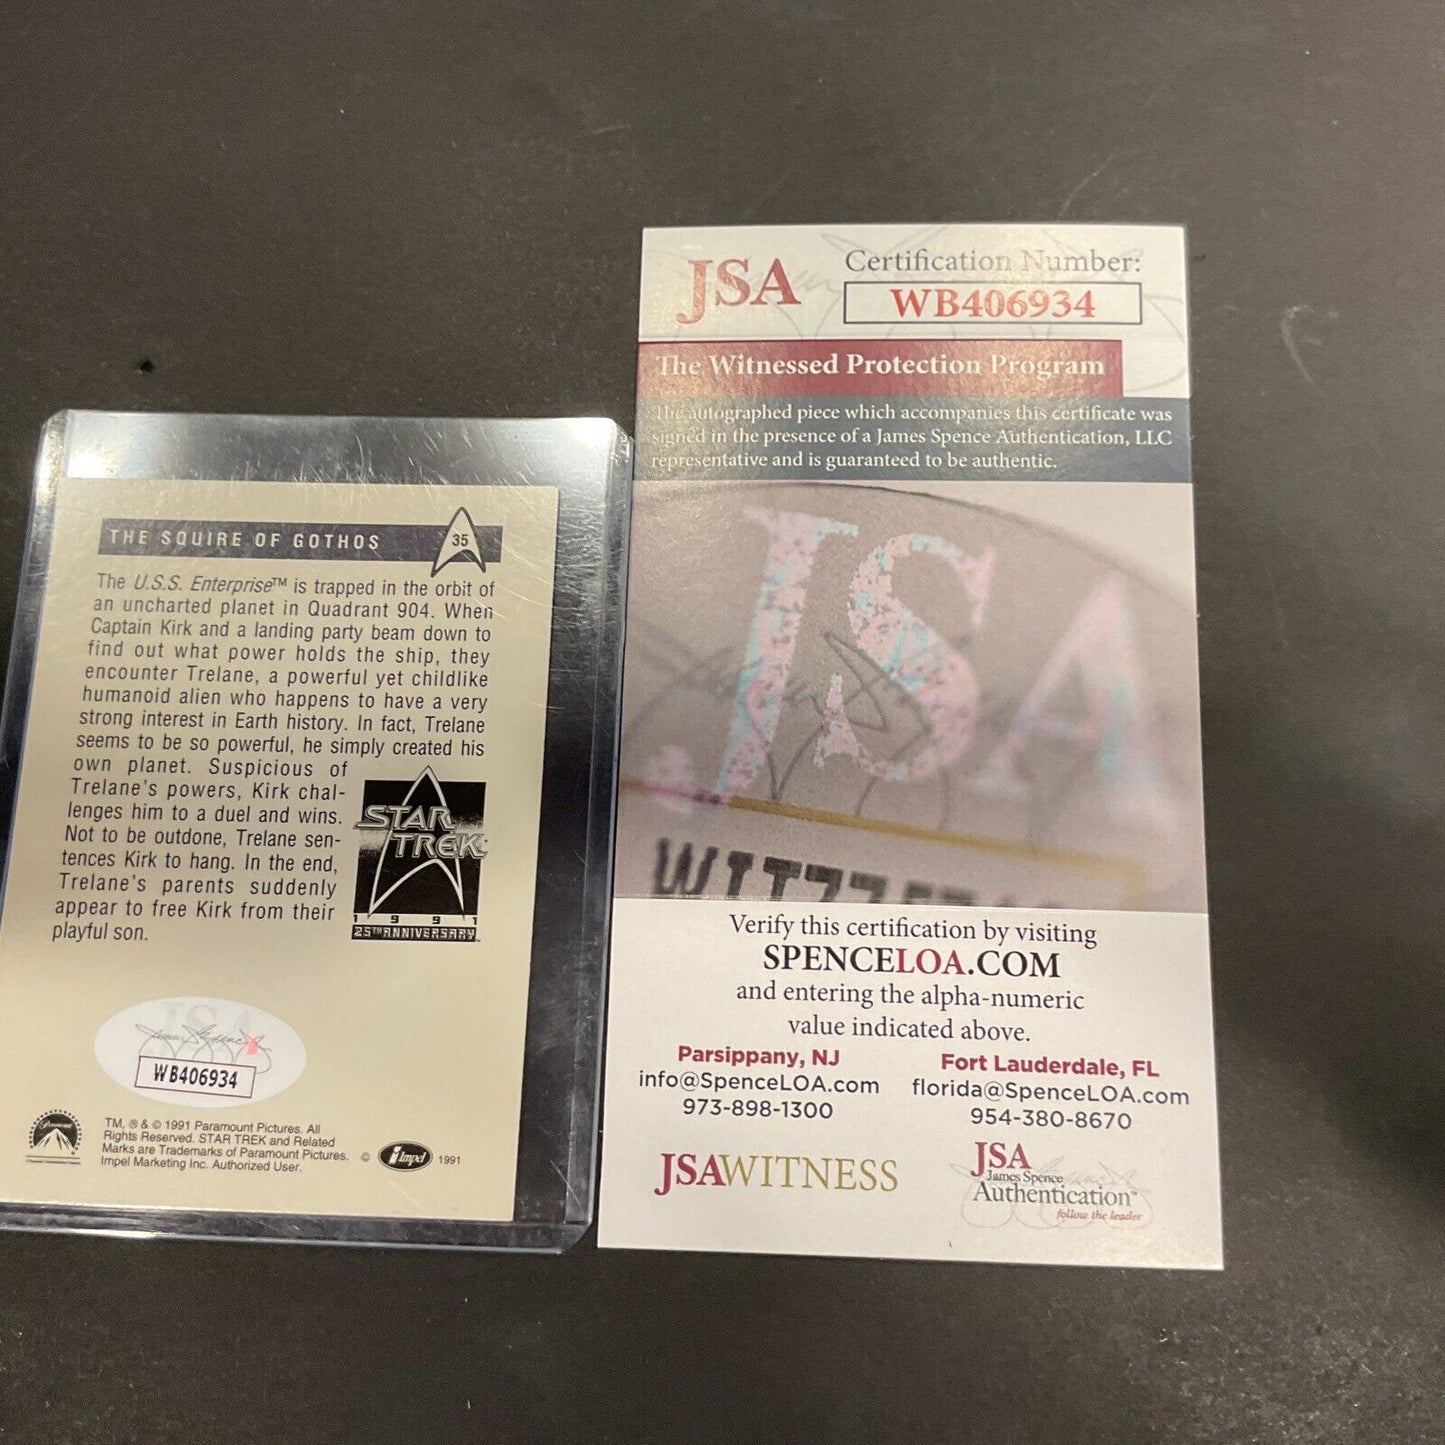 THE SQUIRE OF GOTHOS 35
The U.S.S. Enterprise™ is trapped in the orbit of
an uncharted planet in Quadrant 904. When
Captain Kirk and a landing party beam down to
find out what power holds the ship, they
encounter Trelane, a powerful yet childlike
humanoid alien who happens to have a very
strong interest in Earth history. In fact, Trelane
seems to be so powerful, he simply created his
own planet. Suspicious of
Trelane's powers, Kirk chal-
lenges him to a duel and wins.
Not to be outdone, Trelane sen-
tences Kirk to hang. In the end,
Trelane's parents suddenly
appear to free Kirk from their
playful son.
STAR
TREK
1991
25TH ANNIVERSARY
JSA
WB406934
Paramount
TM, ® & © 1991 Paramount Pictures. All
Rights Reserved. STAR TREK and Related
Marks are Trademarks of Paramount Pictures.
Impel Marketing Inc. Authorized User.
© Impel 1991
JSA
Certification Number:
WB406934
The Witnessed Protection Program
The autographed piece which accompanies this certificate was
signed in the presence of a James Spence Authentication, LLC
representative and is guaranteed to be authentic.
JSA
Verify this certification by visiting
SPENCELOA.COM
and entering the alpha-numeric
value indicated above.
Parsippany, NJ
info@SpenceLOA.com
973-898-1300
Fort Lauderdale, FL
florida@SpenceLOA.com
954-380-8670
JSAWITNESS
JSA
James Spence
Authentication™
follow the leader